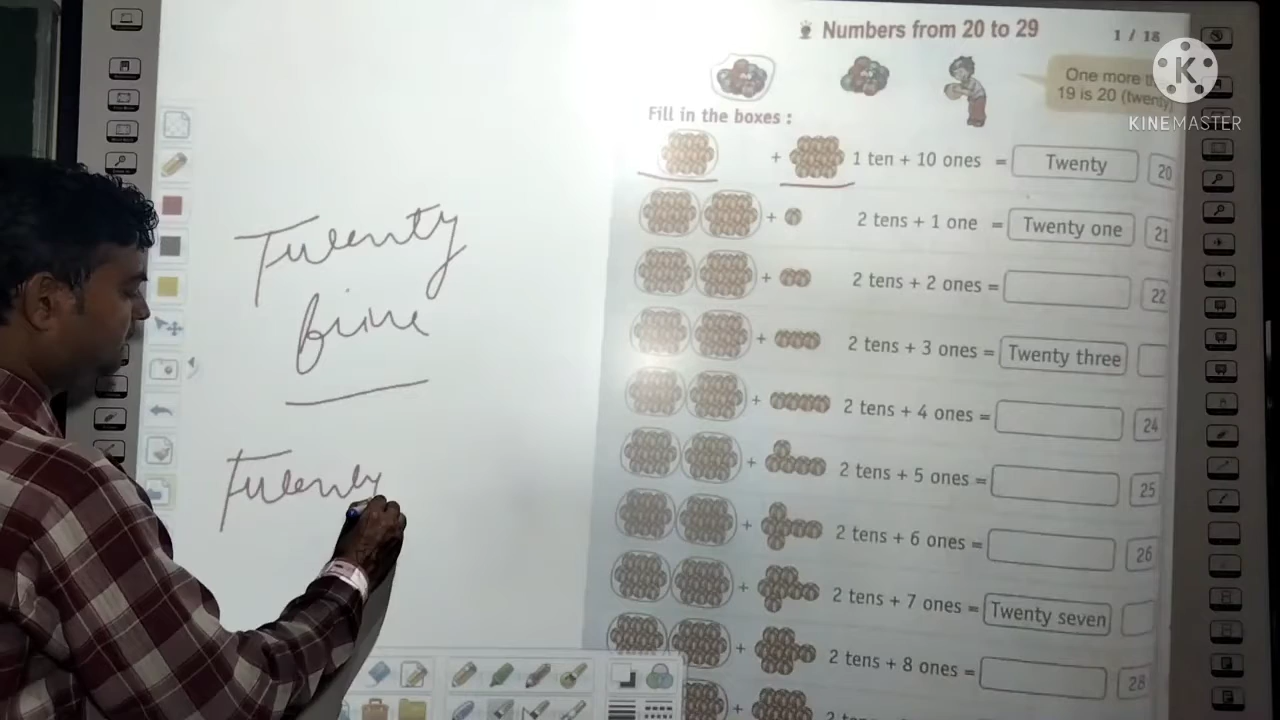 Numbers from 20 to 29
1 / 18
K
KINEMASTER
One more
19 is 20 (twenty)
Fill in the boxes :
+ 1 ten + 10 ones = Twenty 20
+ 2 tens + 1 one = Twenty one 21
+ 2 tens + 2 ones = 22
+ 2 tens + 3 ones = Twenty three
+ 2 tens + 4 ones = 24
+ 2 tens + 5 ones = 25
+ 2 tens + 6 ones = 26
+ 2 tens + 7 ones = Twenty seven
+ 2 tens + 8 ones = 28
+ 2
Twenty
five
Twenty